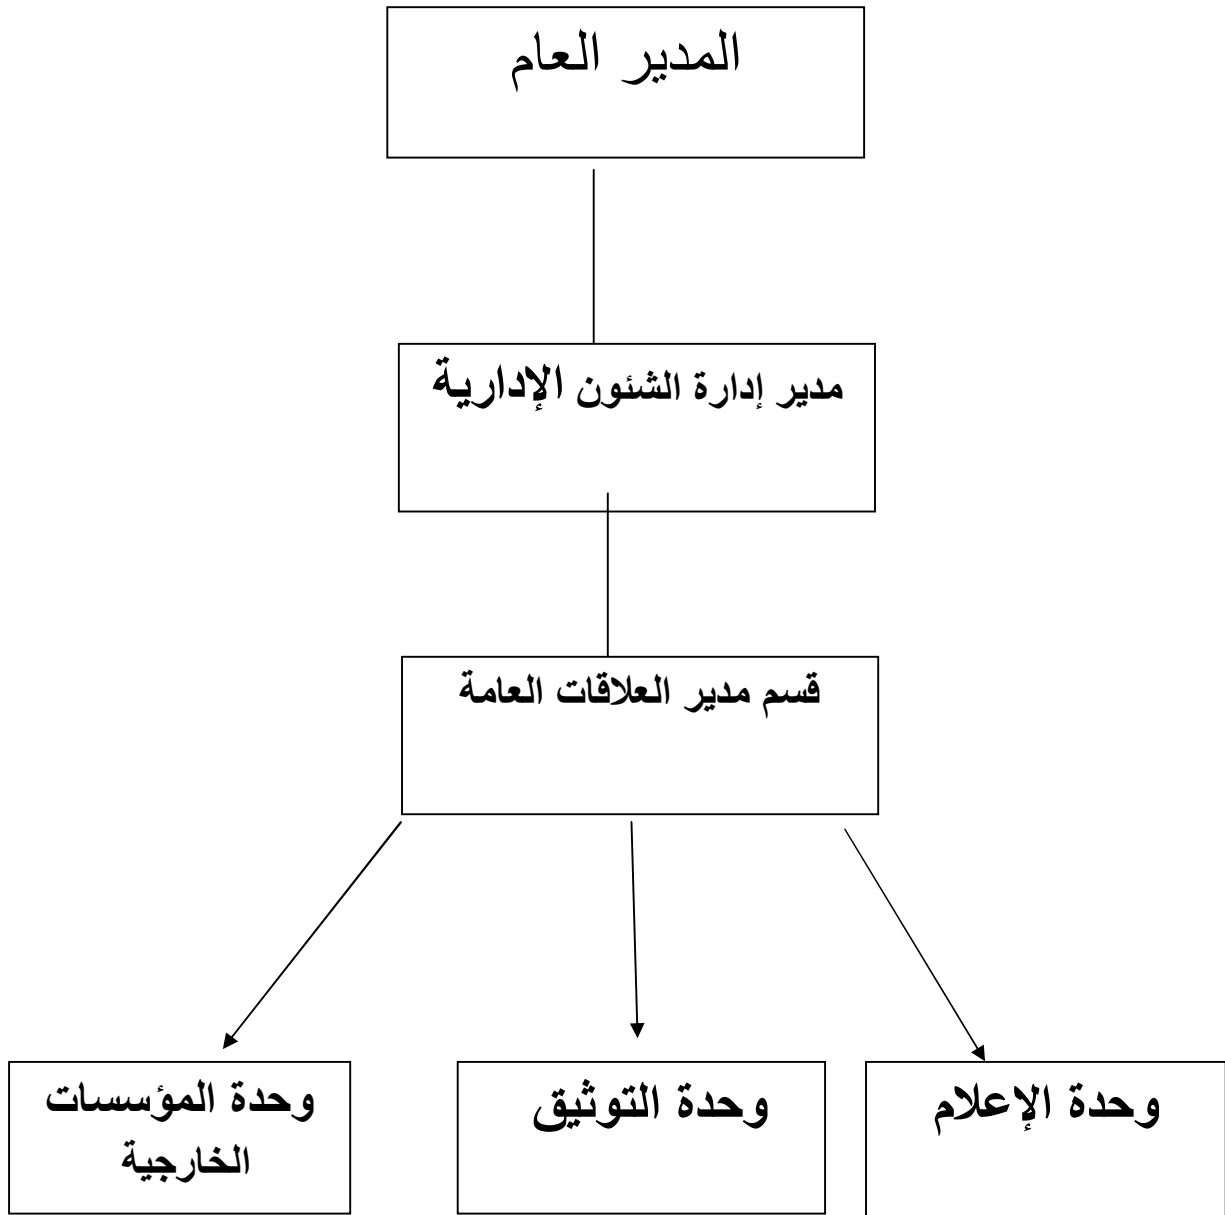 المدير العام
مدير إدارة الشئون الإدارية
قسم مدير العلاقات العامة
وحدة الإعلام
وحدة التوثيق
وحدة المؤسسات
الخارجية